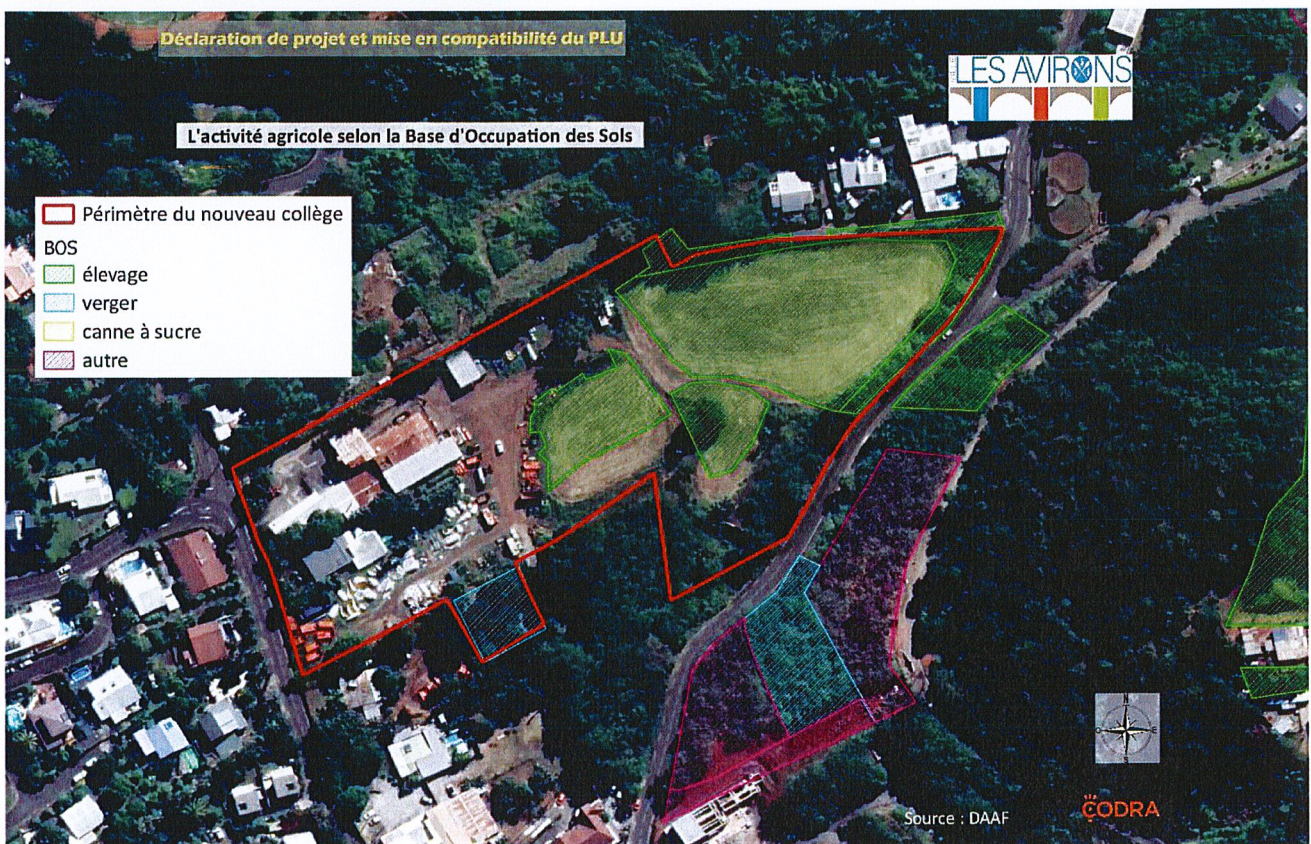 Déclaration de projet et mise en compatibilité du PLU
LES AVIRONS
L'activité agricole selon la Base d'Occupation des Sols
Périmètre du nouveau collège
BOS
élevage
verger
canne à sucre
autre
N
O E
S
Source : DAAF
CODRA